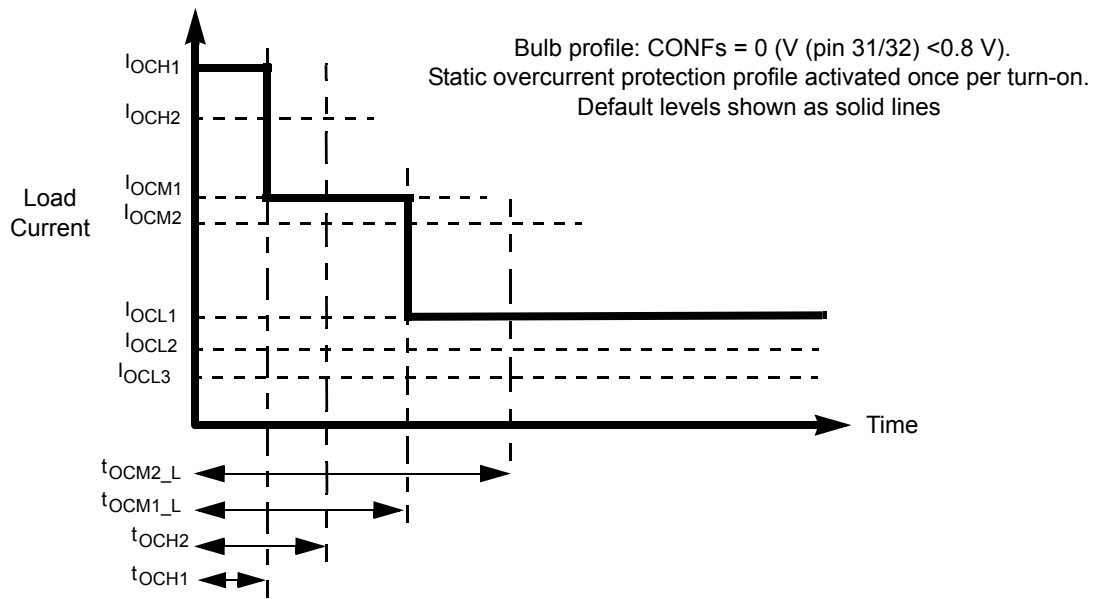 Bulb profile: CONFs = 0 (V (pin 31/32) <0.8 V).
Static overcurrent protection profile activated once per turn-on.
Default levels shown as solid lines
Load
Current
IOCH1
IOCH2
IOCM1
IOCM2
IOCL1
IOCL2
IOCL3
Time
tOCM2_L
tOCM1_L
tOCH2
tOCH1